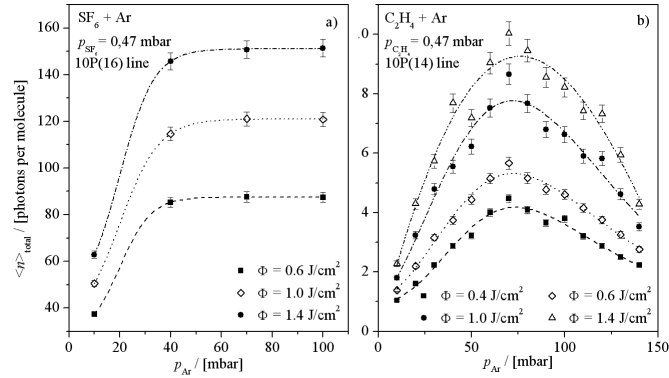 SF6 + Ar
a)
pSF6 = 0,47 mbar
10P(16) line
160
140
120
100
80
60
40
<n>total / [photons per molecule]
Φ = 0.6 J/cm2
Φ = 1.0 J/cm2
Φ = 1.4 J/cm2
0 20 40 60 80 100
pAr / [mbar]
C2H4 + Ar
b)
pC2H4 = 0,47 mbar
10P(14) line
0
8
6
4
2
0
Φ = 0.4 J/cm2
Φ = 0.6 J/cm2
Φ = 1.0 J/cm2
Φ = 1.4 J/cm2
0 50 100 150
pAr / [mbar]